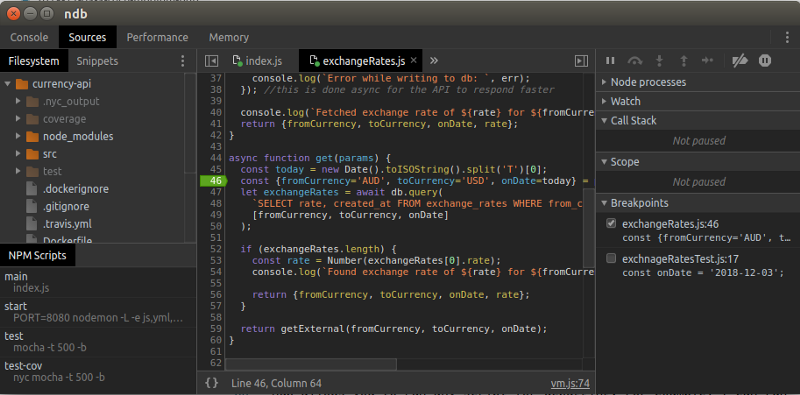 ndb
Console Sources Performance Memory
Filesystem Snippets
currency-api
.nyc_output
coverage
node_modules
src
test
.dockerignore
.gitignore
.travis.yml
Dockerfile
NPM Scripts
main
index.js
start
PORT=8080 nodemon -L -e js,yml,...
test
mocha -t 500 -b
test-cov
nyc mocha -t 500 -b
index.js exchangeRates.js × »
37 console.log(`Error while writing to db: `, err);
38 }); //this is done async for the API to respond faster
39
40 console.log(`Fetched exchange rate of ${rate} for ${fromCurre
41 return {fromCurrency, toCurrency, onDate, rate};
42 }
43
44 async function get(params) {
45 const today = new Date().toISOString().split('T')[0];
46 const {fromCurrency='AUD', toCurrency='USD', onDate=today} =
47 let exchangeRates = await db.query(
48 `SELECT rate, created_at FROM exchange_rates WHERE from_c
49 [fromCurrency, toCurrency, onDate]
50 );
51
52 if (exchangeRates.length) {
53 const rate = Number(exchangeRates[0].rate);
54 console.log(`Found exchange rate of ${rate} for ${fromCurre
55
56 return {fromCurrency, toCurrency, onDate, rate};
57 }
58
59 return getExternal(fromCurrency, toCurrency, onDate);
60 }
61
62
{} Line 46, Column 64 vm.js:74
Node processes
Watch
Call Stack
Not paused
Scope
Not paused
Breakpoints
exchangeRates.js:46
const {fromCurrency='AUD', t...
exchnageRatesTest.js:17
const onDate = '2018-12-03';